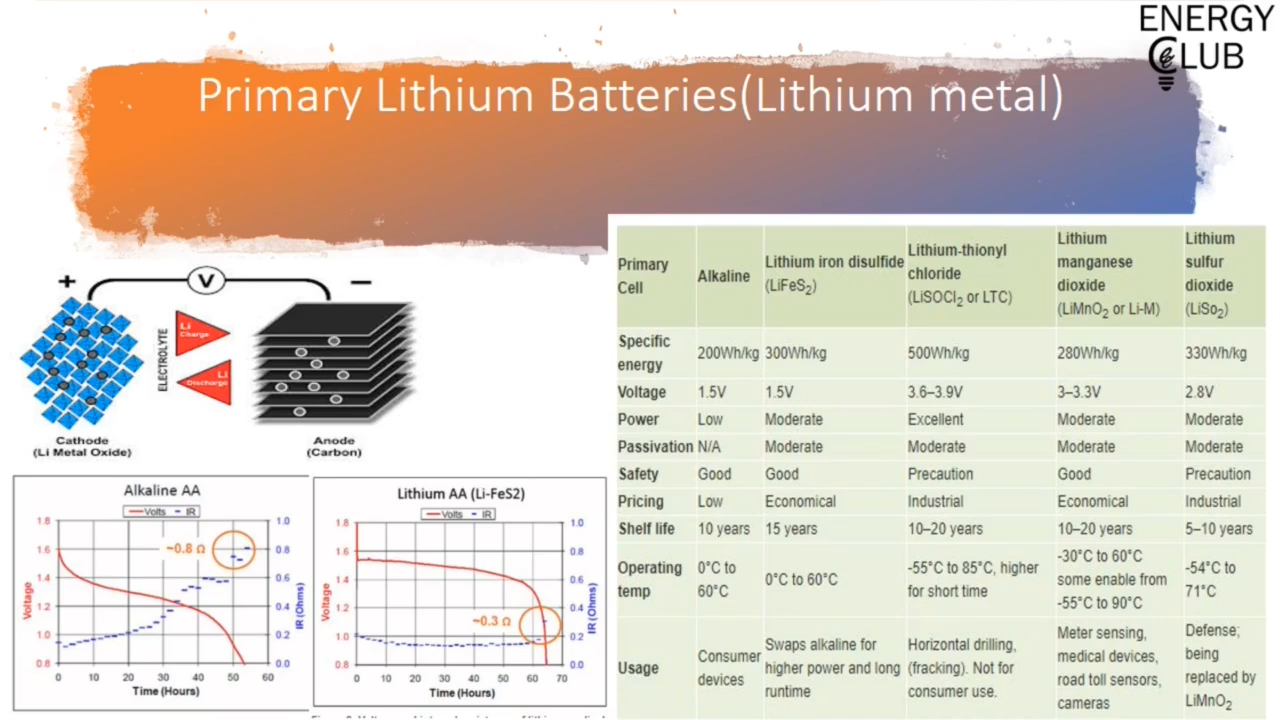 ENERGY
CLUB
Primary Lithium Batteries(Lithium metal)
+
V
−
Li
Charge
ELECTROLYTE
Li
Discharge
Cathode
(Li Metal Oxide)
Anode
(Carbon)
Alkaline AA
Volts IR
1.8
1.6
1.4
1.2
1.0
0.8
Voltage
1.0
0.8
0.6
0.4
0.2
0.0
IR (Ohms)
~0.8 Ω
0 10 20 30 40 50 60
Time (Hours)
Lithium AA (Li-FeS2)
Volts IR
1.8
1.6
1.4
1.2
1.0
0.8
Voltage
1.0
0.8
0.6
0.4
0.2
0.0
IR (Ohms)
~0.3 Ω
0 10 20 30 40 50 60 70
Time (Hours)
Primary
Cell
Alkaline
Lithium iron disulfide
(LiFeS2)
Lithium-thionyl
chloride
(LiSOCl2 or LTC)
Lithium
manganese
dioxide
(LiMnO2 or Li-M)
Lithium
sulfur
dioxide
(LiSo2)
Specific
energy
200Wh/kg
300Wh/kg
500Wh/kg
280Wh/kg
330Wh/kg
Voltage
1.5V
1.5V
3.6–3.9V
3–3.3V
2.8V
Power
Low
Moderate
Excellent
Moderate
Moderate
Passivation
N/A
Moderate
Moderate
Moderate
Moderate
Safety
Good
Good
Precaution
Good
Precaution
Pricing
Low
Economical
Industrial
Economical
Industrial
Shelf life
10 years
15 years
10–20 years
10–20 years
5–10 years
Operating
temp
0°C to
60°C
0°C to 60°C
-55°C to 85°C, higher
for short time
-30°C to 60°C
some enable from
-55°C to 90°C
-54°C to
71°C
Usage
Consumer
devices
Swaps alkaline for
higher power and long
runtime
Horizontal drilling,
(fracking). Not for
consumer use.
Meter sensing,
medical devices,
road toll sensors,
cameras
Defense;
being
replaced by
LiMnO2